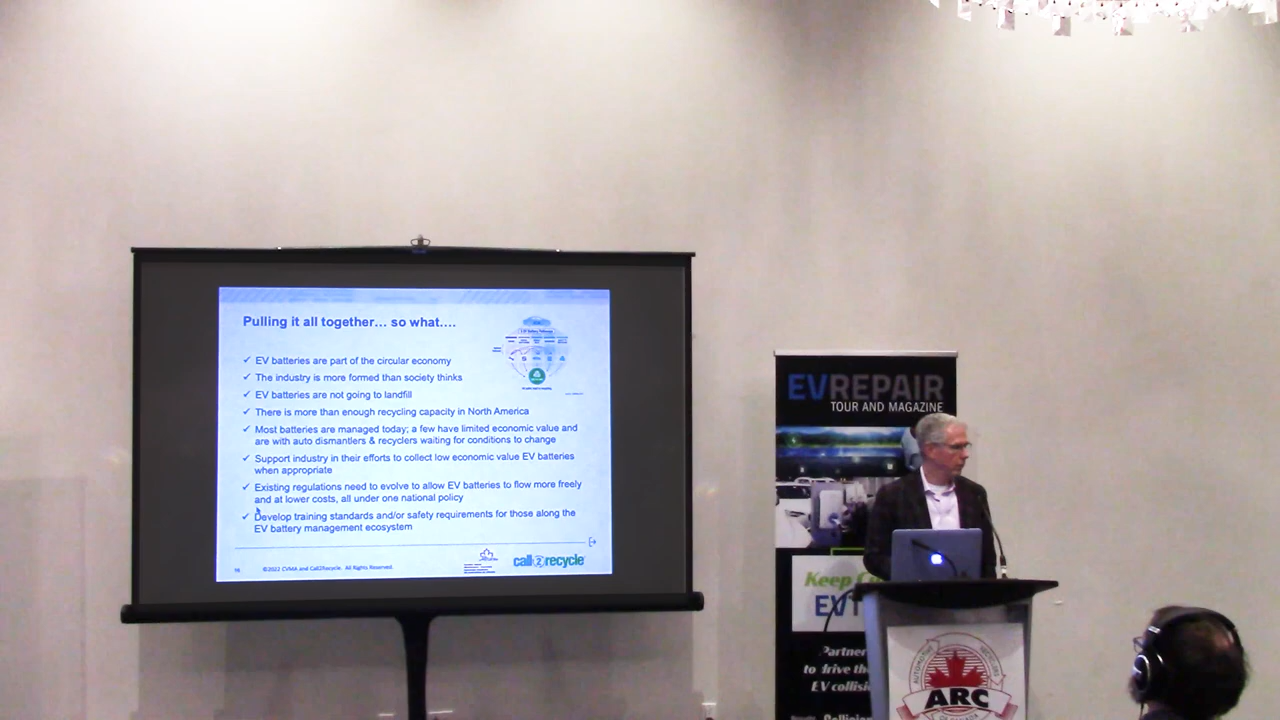 Pulling it all together... so what....
✓ EV batteries are part of the circular economy
✓ The industry is more formed than society thinks
✓ EV batteries are not going to landfill
✓ There is more than enough recycling capacity in North America
✓ Most batteries are managed today; a few have limited economic value and
are with auto dismantlers & recyclers waiting for conditions to change
✓ Support industry in their efforts to collect low economic value EV batteries
when appropriate
✓ Existing regulations need to evolve to allow EV batteries to flow more freely
and at lower costs, all under one national policy
✓ Develop training standards and/or safety requirements for those along the
EV battery management ecosystem
©2022 CVMA and Call2Recycle. All Rights Reserved.
call2recycle
EVREPAIR
TOUR AND MAGAZINE
Keep
EV
Partner
to drive the
EV collisio
AUTOMOTIVE RECYCLERS
ARC
OF CANADA